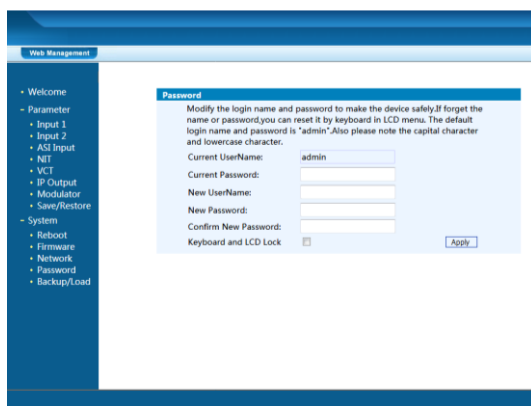 Web Management
Welcome
Parameter
Input 1
Input 2
ASI Input
NIT
VCT
IP Output
Modulator
Save/Restore
System
Reboot
Firmware
Network
Password
Backup/Load
Password
Modify the login name and password to make the device safely.If forget the
name or password,you can reset it by keyboard in LCD menu. The default
login name and password is "admin".Also please note the capital character
and lowercase character.
Current UserName: admin
Current Password:
New UserName:
New Password:
Confirm New Password:
Keyboard and LCD Lock Apply